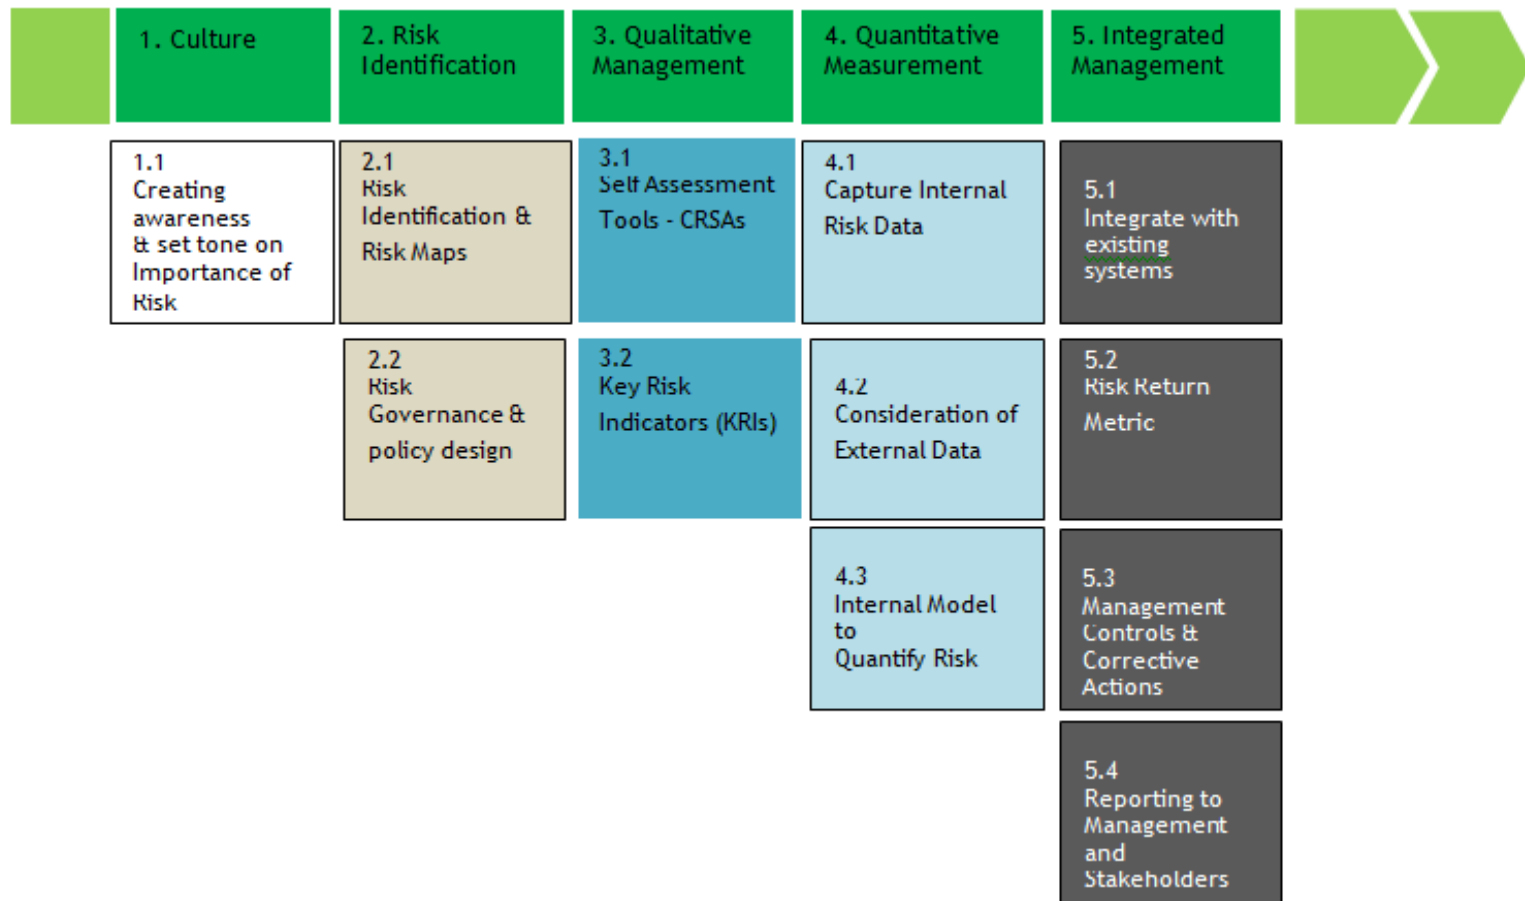 1. Culture
2. Risk
Identification
3. Qualitative
Management
4. Quantitative
Measurement
5. Integrated
Management
1.1
Creating
awareness
& set tone on
Importance of
Risk
2.1
Risk
Identification &
Risk Maps
3.1
Self Assessment
Tools - CRSAs
4.1
Capture Internal
Risk Data
5.1
Integrate with
existing
systems
2.2
Risk
Governance &
policy design
3.2
Key Risk
Indicators (KRIs)
4.2
Consideration of
External Data
5.2
Risk Return
Metric
4.3
Internal Model
to
Quantify Risk
5.3
Management
Controls &
Corrective
Actions
5.4
Reporting to
Management
and
Stakeholders